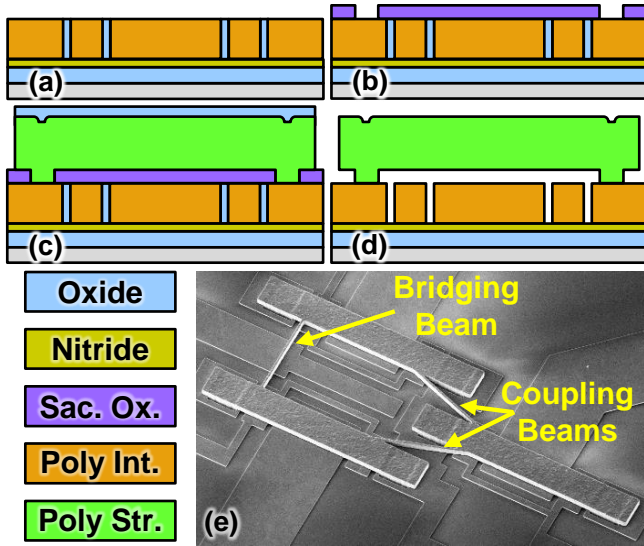 (a)
(b)
(c)
(d)
Oxide
Nitride
Sac. Ox.
Poly Int.
Poly Str.
Bridging
Beam
Coupling
Beams
(e)